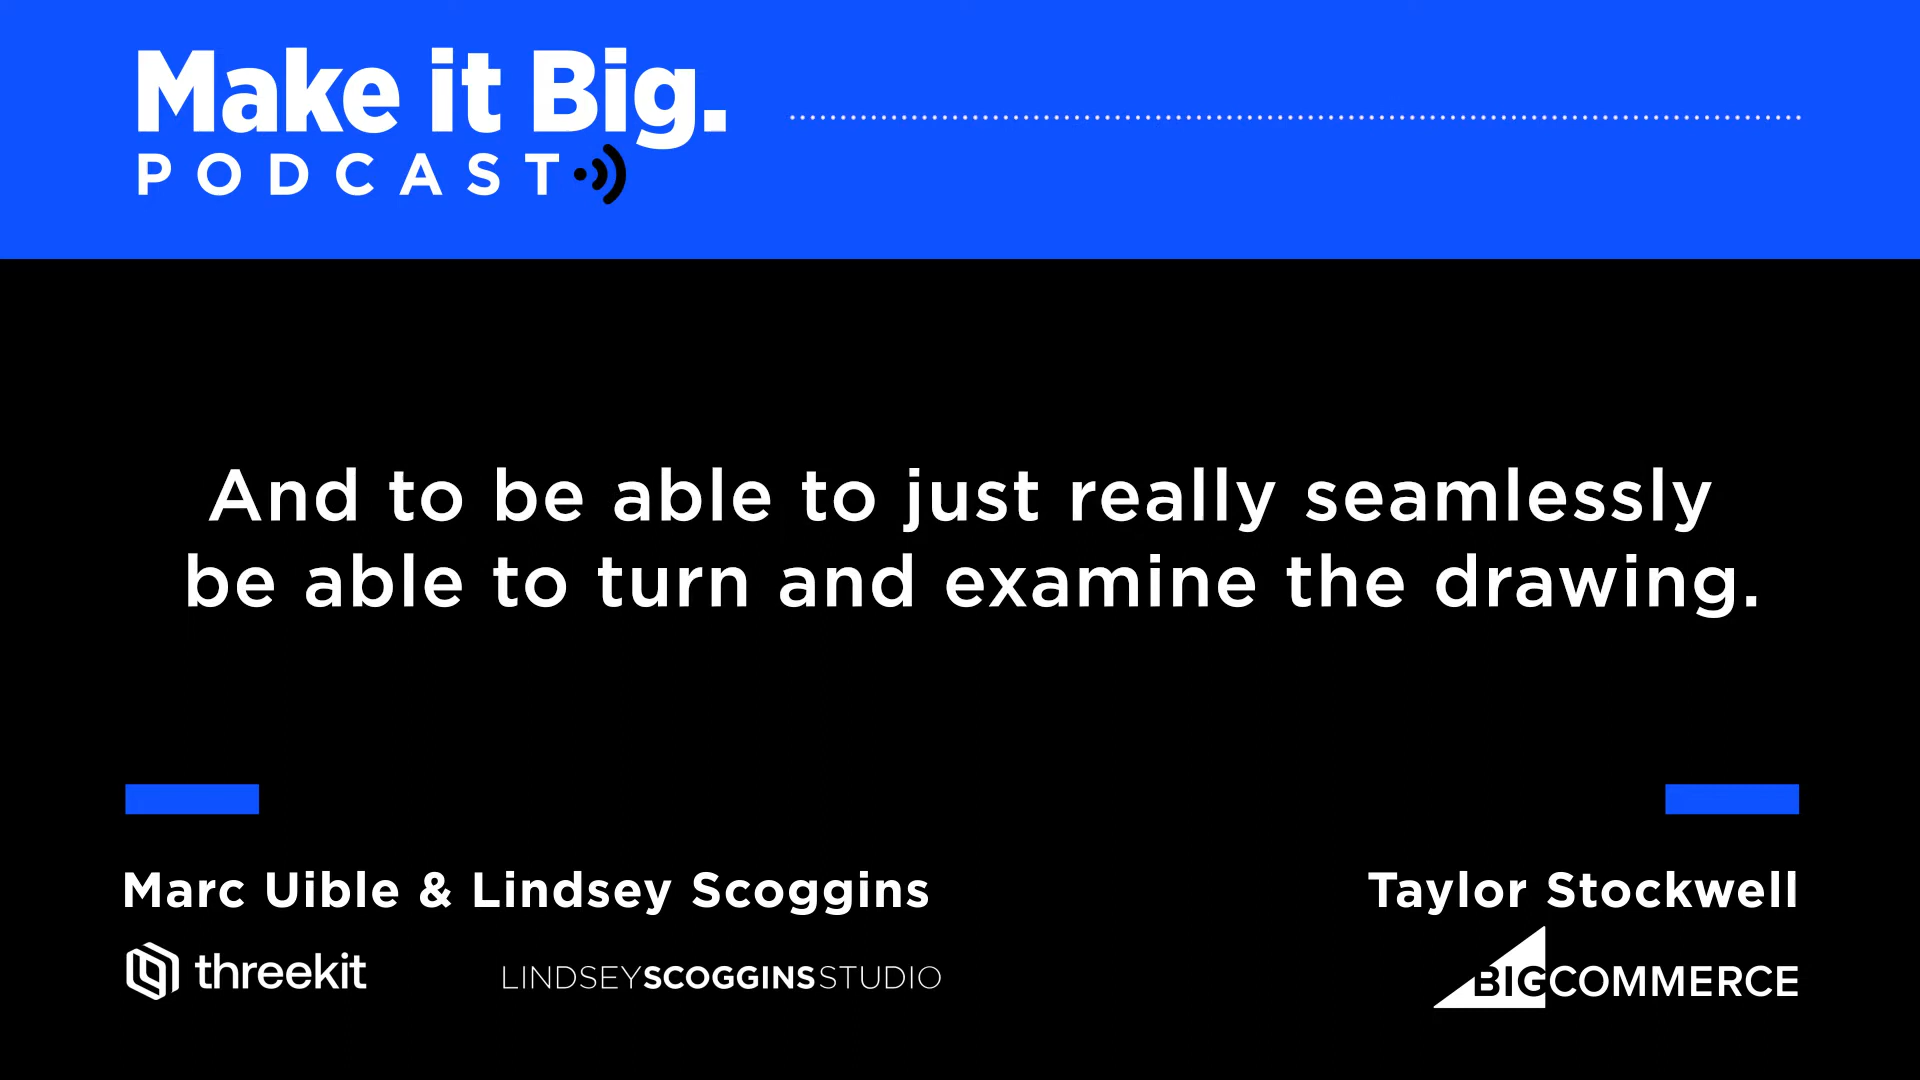 Make it Big.
PODCAST
And to be able to just really seamlessly
be able to turn and examine the drawing.
Marc Uible & Lindsey Scoggins
Taylor Stockwell
threekit
LINDSEYSCOGGINSSTUDIO
BIGCOMMERCE